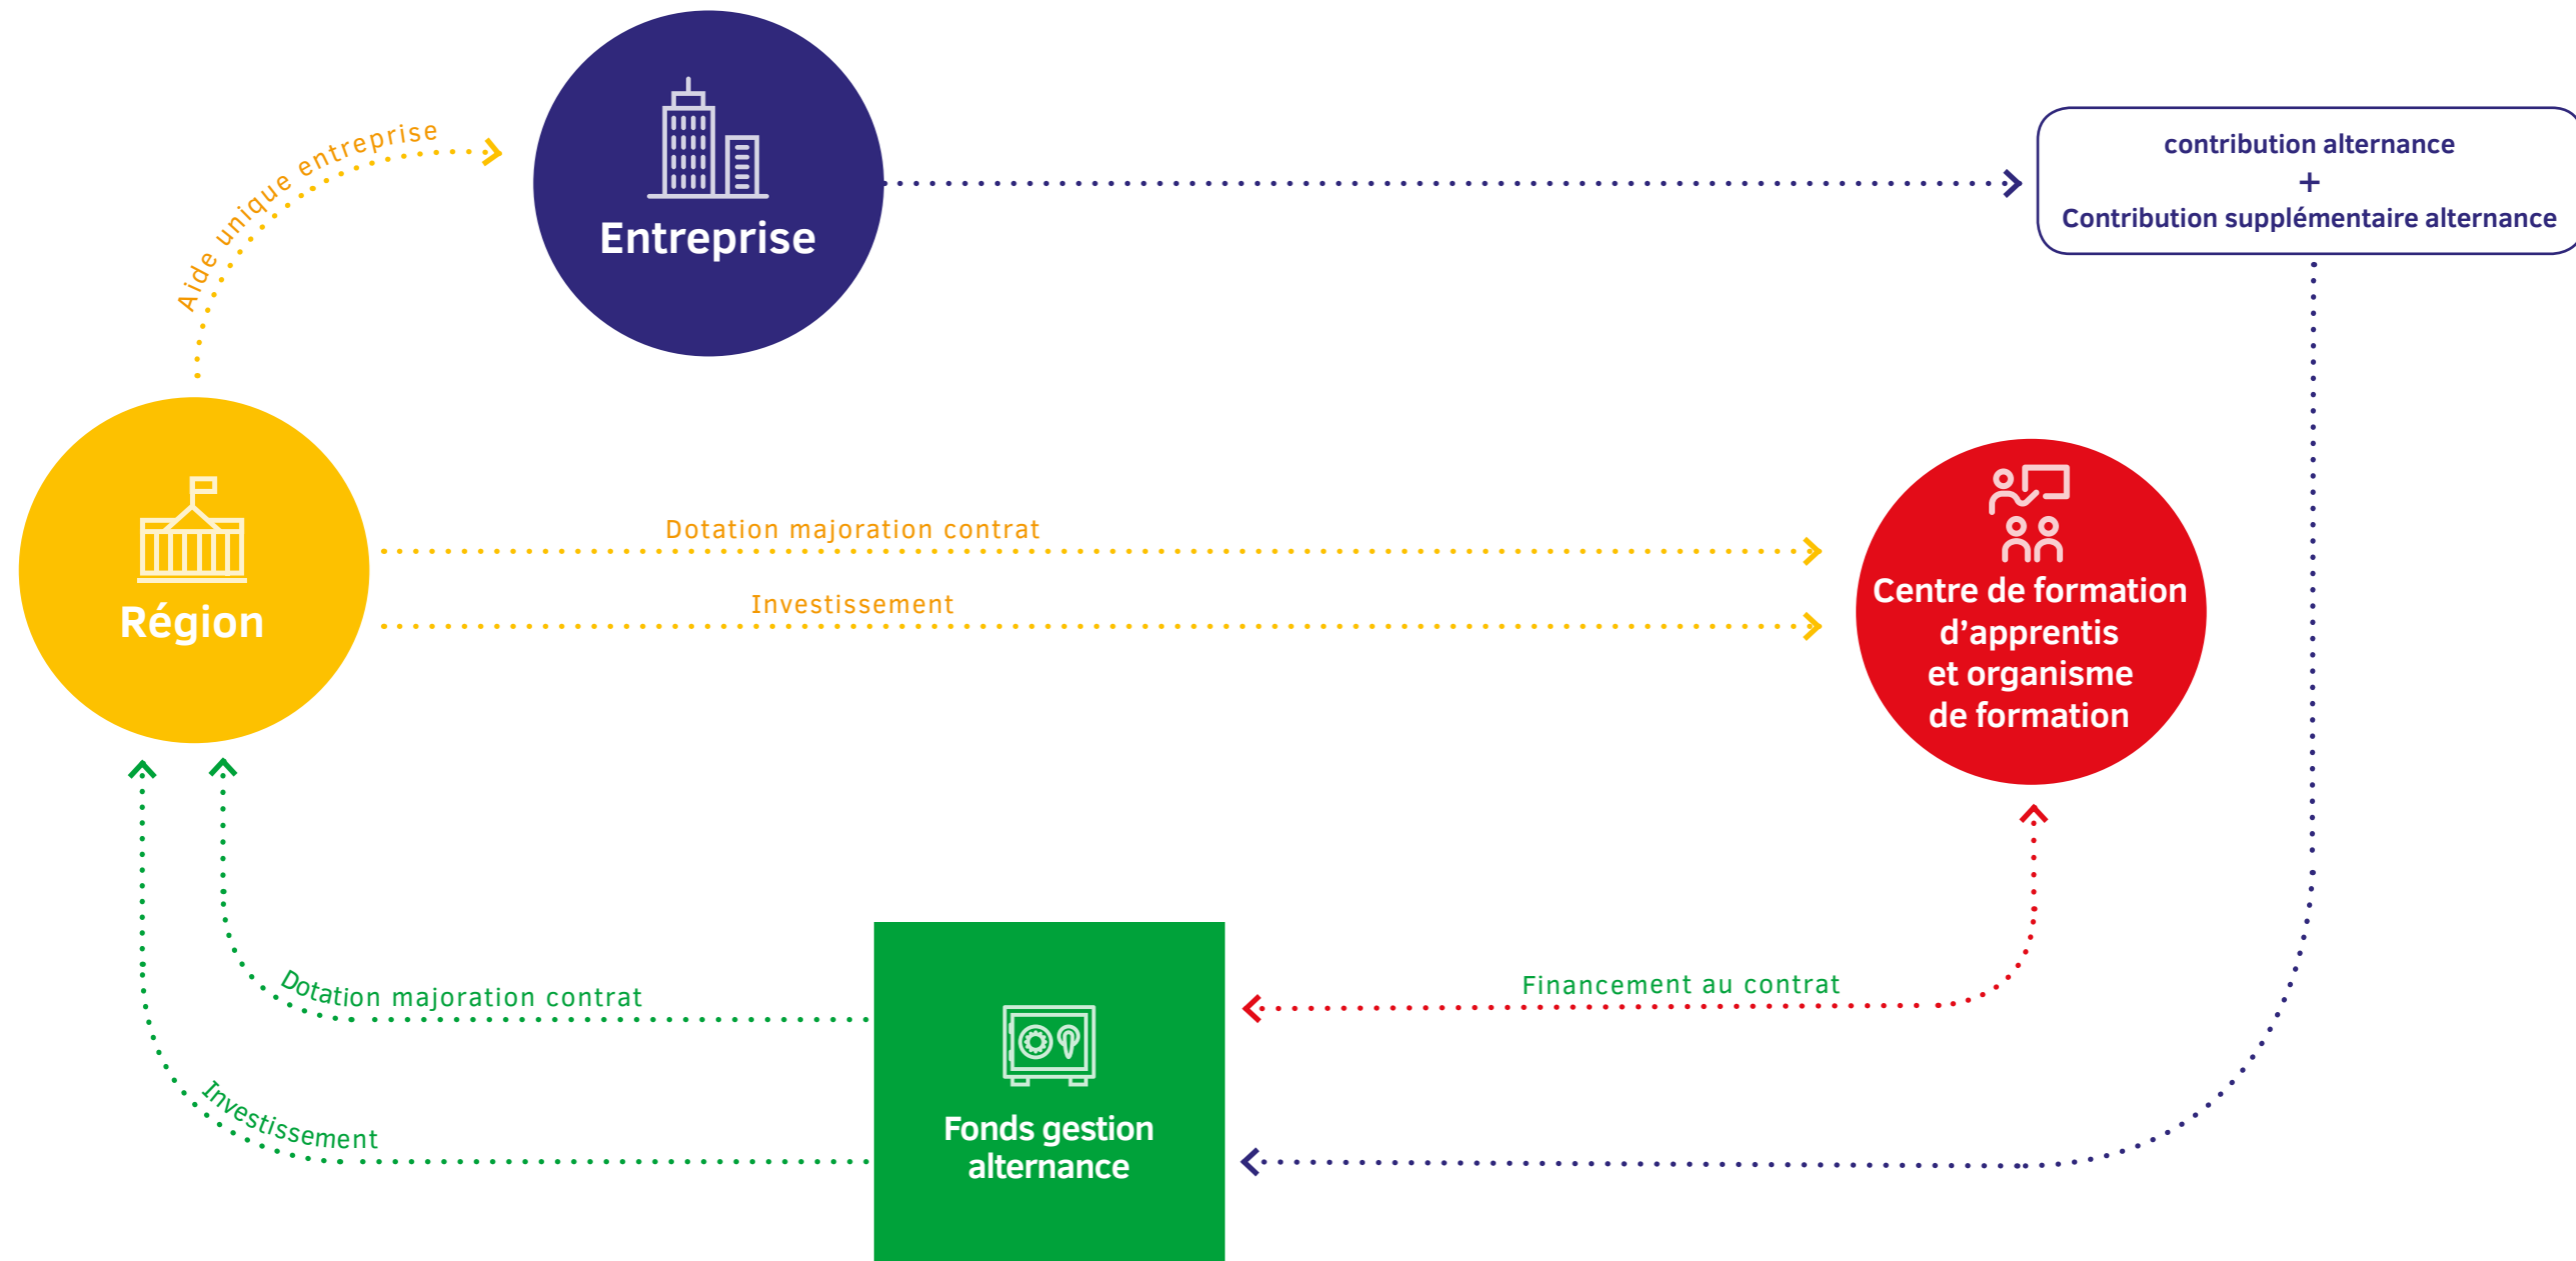 Aide unique entreprise
Entreprise
contribution alternance
+
Contribution supplémentaire alternance
Région
Dotation majoration contrat
Investissement
Centre de formation
d’apprentis
et organisme
de formation
Dotation majoration contrat
Investissement
Fonds gestion
alternance
Financement au contrat